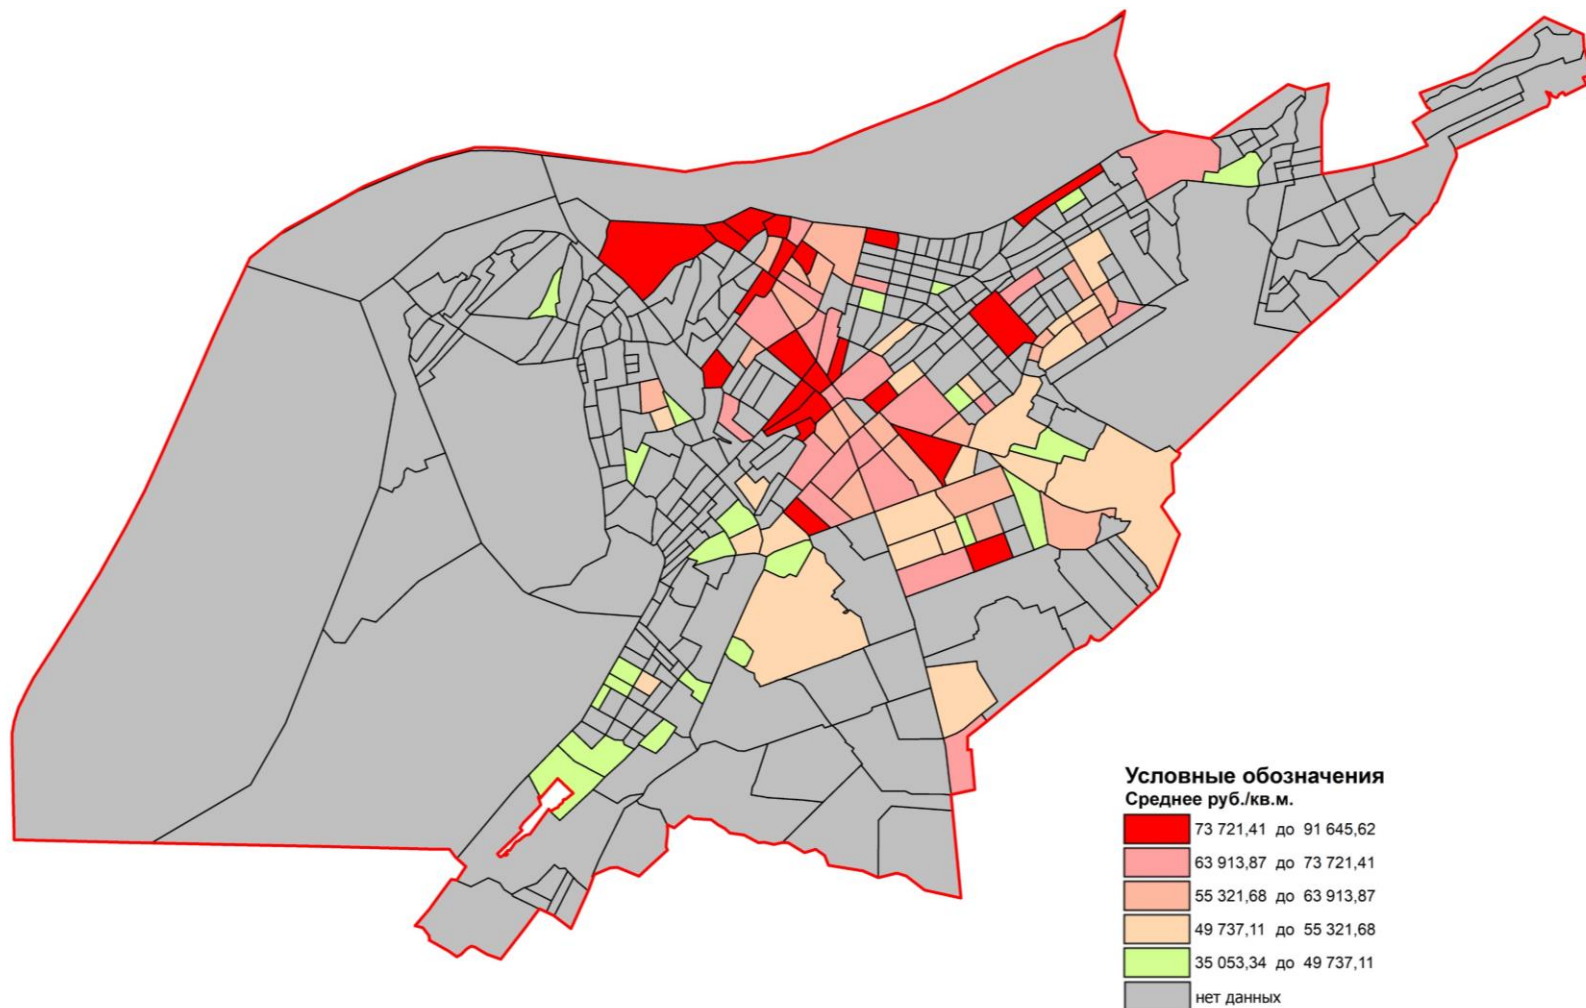 Условные обозначения
Среднее руб./кв.м.
73 721,41 до 91 645,62
63 913,87 до 73 721,41
55 321,68 до 63 913,87
49 737,11 до 55 321,68
35 053,34 до 49 737,11
нет данных